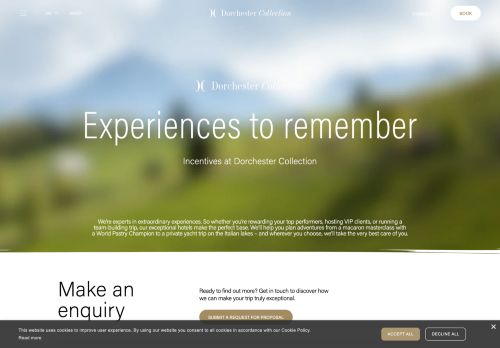 Dorchester Collection
BOOK
Dorchester Collection
Experiences to remember
Incentives at Dorchester Collection
We're experts in extraordinary experiences. So whether you're rewarding your top performers, hosting VIP clients, or running a
team-building trip, our exceptional hotels make the perfect base. We'll help you plan adventures from a macaron masterclass with
a World Pastry Champion to a private yacht trip on the Italian lakes – and wherever you choose, we'll take the very best care of you.
Make an
enquiry
Ready to find out more? Get in touch to discover how
we can make your trip truly exceptional.
SUBMIT A REQUEST FOR PROPOSAL
This website uses cookies to improve user experience. By using our website you consent to all cookies in accordance with our Cookie Policy.
Read more
ACCEPT ALL
DECLINE ALL